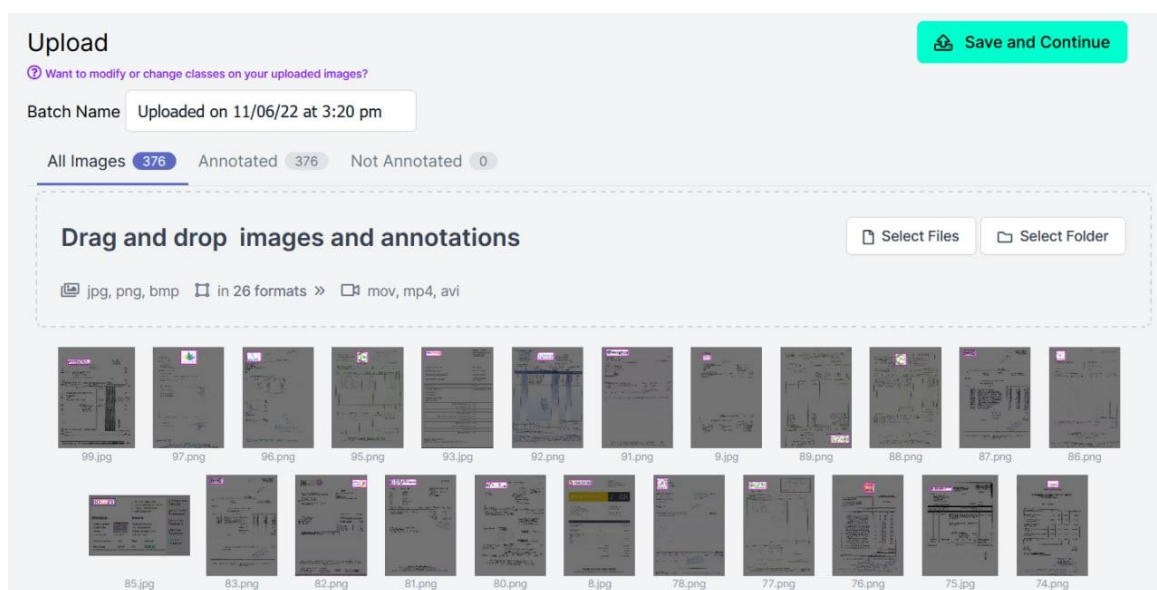 Upload
Save and Continue
Want to modify or change classes on your uploaded images?
Batch Name Uploaded on 11/06/22 at 3:20 pm
All Images 376 Annotated 376 Not Annotated 0
Drag and drop images and annotations
Select Files Select Folder
jpg, png, bmp in 26 formats » mov, mp4, avi
99.jpg 97.png 96.png 95.png 93.jpg 92.png 91.png 9.jpg 89.png 88.png 87.png 86.png
85.jpg 83.png 82.png 81.png 80.png 8.jpg 78.png 77.png 76.png 75.jpg 74.png